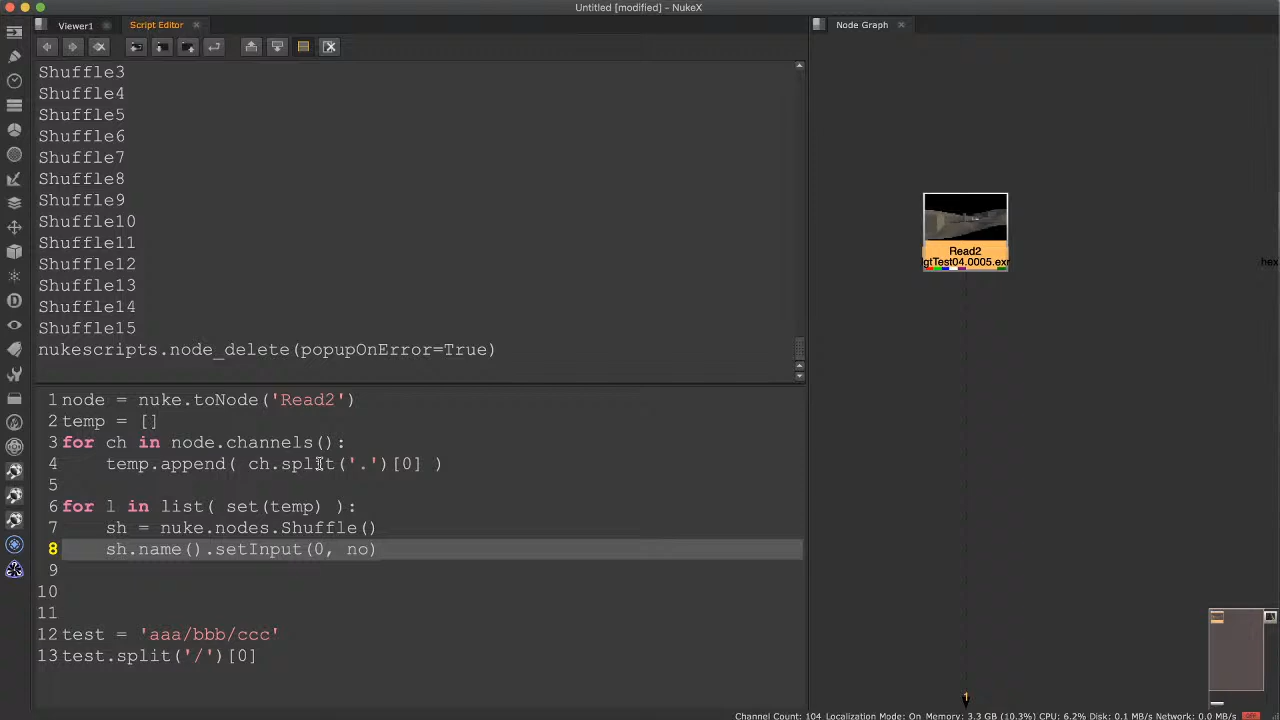 Untitled [modified] - NukeX
Viewer1
Script Editor
Node Graph
Shuffle3
Shuffle4
Shuffle5
Shuffle6
Shuffle7
Shuffle8
Shuffle9
Shuffle10
Shuffle11
Shuffle12
Shuffle13
Shuffle14
Shuffle15
nukescripts.node_delete(popupOnError=True)
1 node = nuke.toNode('Read2')
2 temp = []
3 for ch in node.channels():
4     temp.append( ch.split('.')[0] )
5
6 for l in list( set(temp) ):
7     sh = nuke.nodes.Shuffle()
8     sh.name().setInput(0, no)
9
10
11
12 test = 'aaa/bbb/ccc'
13 test.split('/')[0]
Read2
lgtTest04.0005.exr
hex
1
Channel Count: 104 Localization Mode: On Memory: 3.3 GB (10.3%) CPU: 6.2% Disk: 0.1 MB/s Network: 0.0 MB/s